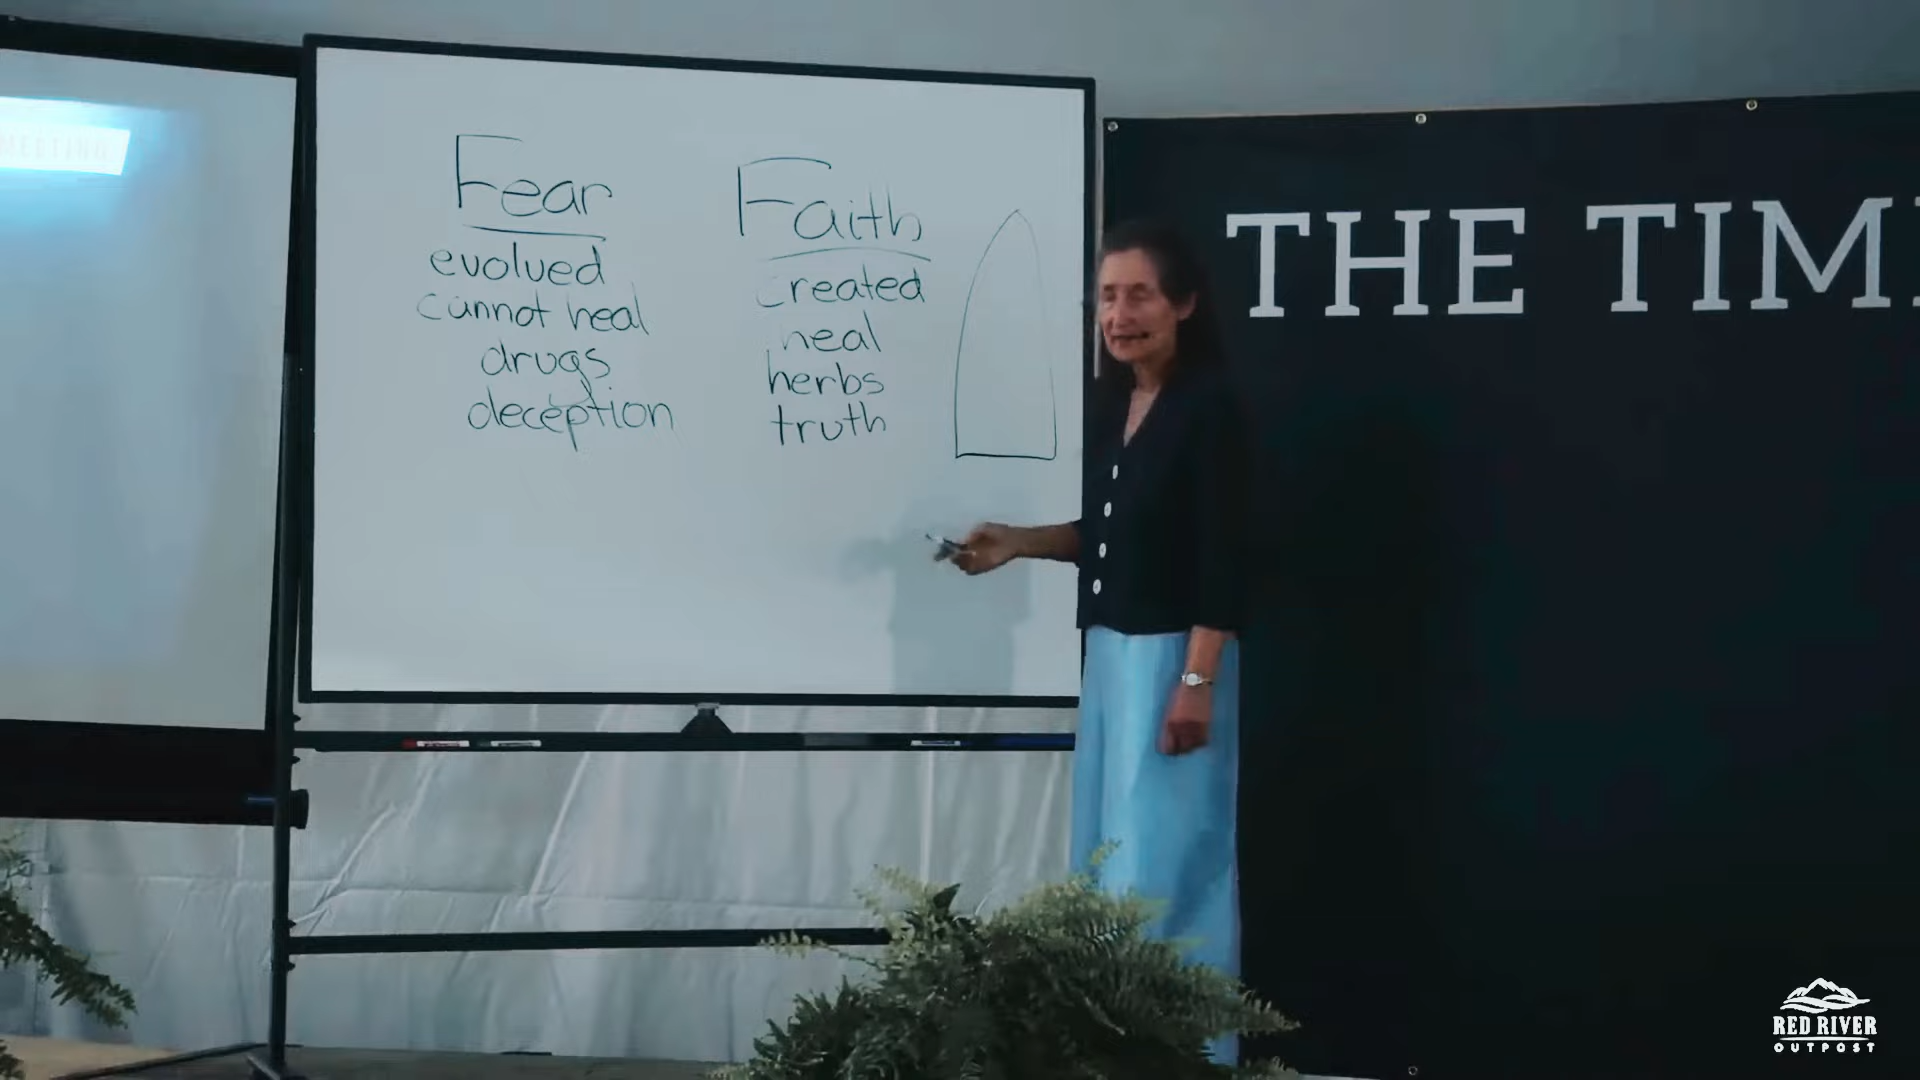 Fear
evolved
cannot heal
drugs
deception
Faith
created
heal
herbs
truth
THE TIM
RED RIVER
OUTPOST